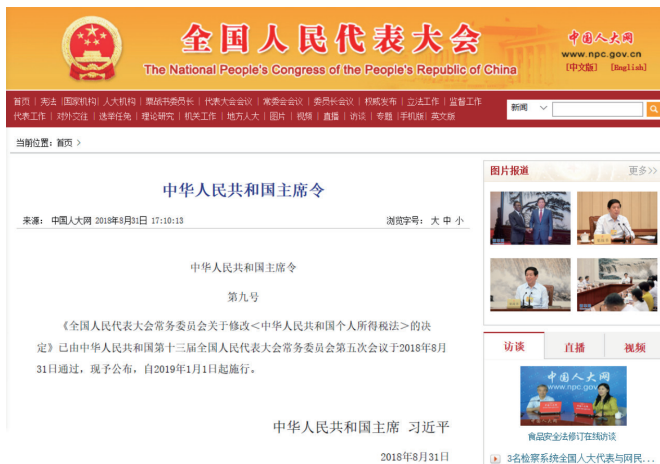 全国人民代表大会
The National People's Congress of the People's Republic of China
中国人大网
www.npc.gov.cn
[中文版] [English]
首页 | 宪法 |国家机构| 人大机构 | 栗战书委员长 | 代表大会会议 | 常委会会议 | 委员长会议 | 权威发布 | 立法工作 | 监督工作
代表工作 | 对外交往 | 选举任免 | 理论研究 | 机关工作 | 地方人大 | 图片 | 视频 | 直播 | 访谈 | 专题 |手机版| 英文版
新闻
当前位置：首页 >
中华人民共和国主席令
来源： 中国人大网 2018年8月31日 17:10:13
浏览字号： 大 中 小
中华人民共和国主席令
第九号
《全国人民代表大会常务委员会关于修改<中华人民共和国个人所得税法>的决
定》已由中华人民共和国第十三届全国人民代表大会常务委员会第五次会议于2018年8月
31日通过，现予公布，自2019年1月1日起施行。
中华人民共和国主席 习近平
2018年8月31日
图片报道
更多>>
访谈 直播 视频
中国人大网
www.npc.gov
食品安全法修订在线访谈
3名检察系统全国人大代表与网民...